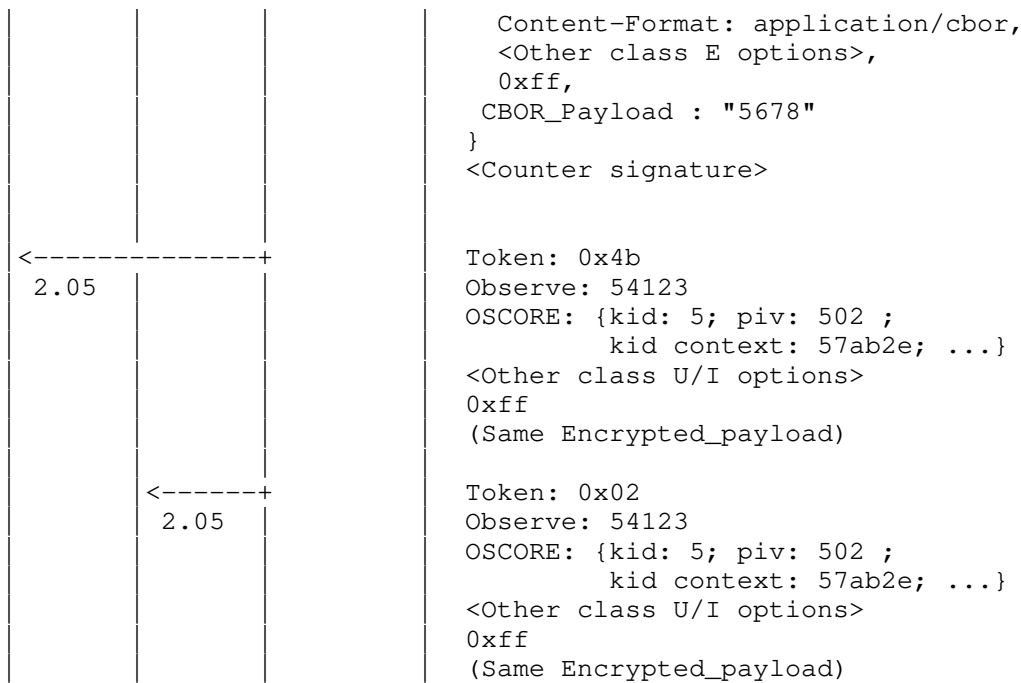 Content-Format: application/cbor,
<Other class E options>,
0xff,
CBOR_Payload : "5678"
}
<Counter signature>
<--------------+ Token: 0x4b
2.05 Observe: 54123
OSCORE: {kid: 5; piv: 502 ;
kid context: 57ab2e; ...}
<Other class U/I options>
0xff
(Same Encrypted_payload)
<------+ Token: 0x02
2.05 Observe: 54123
OSCORE: {kid: 5; piv: 502 ;
kid context: 57ab2e; ...}
<Other class U/I options>
0xff
(Same Encrypted_payload)